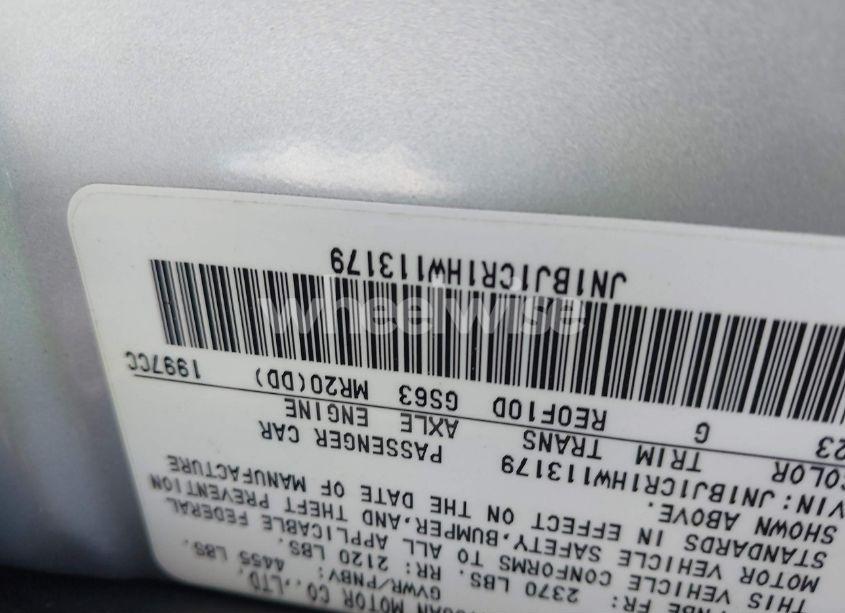 MOTOR CO.,LTD.
GVWR/PNBV: 4455 LBS.
FR: 2370 LBS. RR: 2120 LBS.
THIS VEHICLE CONFORMS TO ALL APPLICABLE FEDERAL
MOTOR VEHICLE SAFETY,BUMPER,AND THEFT PREVENTION
STANDARDS IN EFFECT ON THE DATE OF MANUFACTURE
SHOWN ABOVE.
VIN: JN1BJ1CR1HW113179 PASSENGER CAR
COLOR TRIM TRANS AXLE ENGINE
23 G RE0F10D GS63 MR20(DD) 1997CC
JN1BJ1CR1HW113179
wheelwise